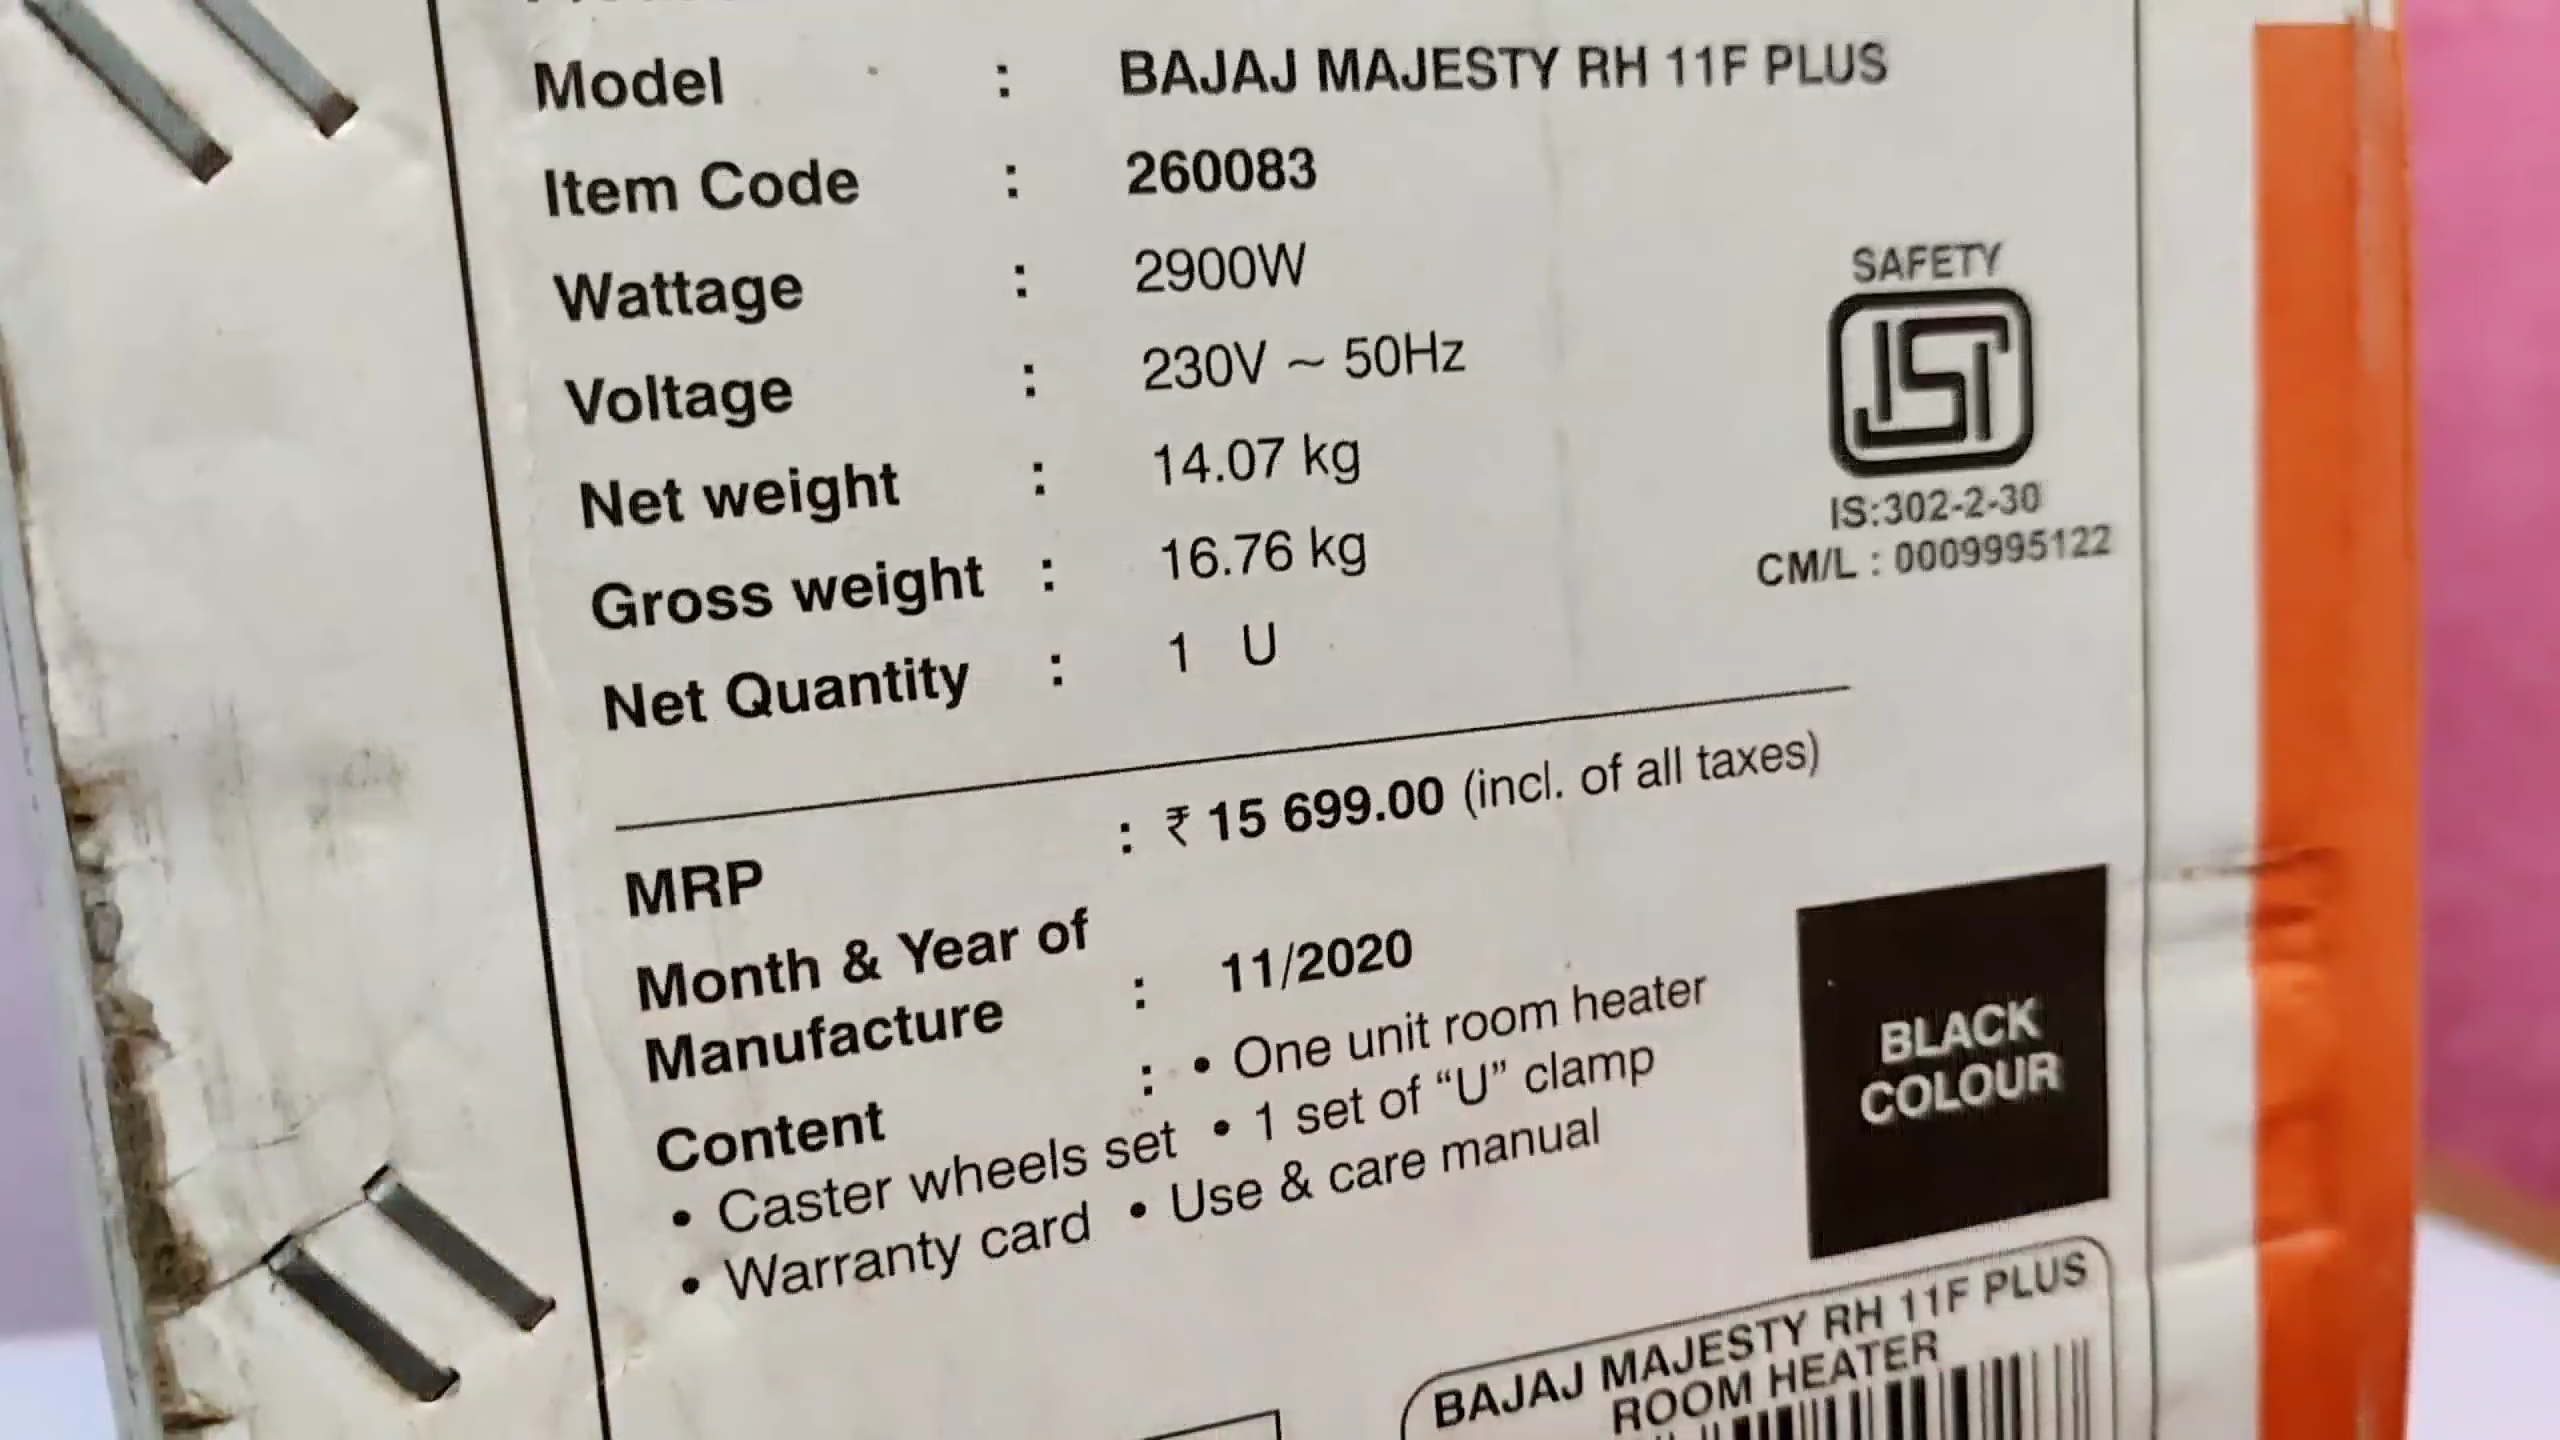 Model : BAJAJ MAJESTY RH 11F PLUS
Item Code : 260083
Wattage : 2900W
Voltage : 230V ~ 50Hz
Net weight : 14.07 kg
Gross weight : 16.76 kg
Net Quantity : 1 U
SAFETY
ISI
IS:302-2-30
CM/L : 0009995122
MRP : ₹ 15 699.00 (incl. of all taxes)
Month & Year of
Manufacture : 11/2020
Content : • One unit room heater
• Caster wheels set • 1 set of “U” clamp
• Warranty card • Use & care manual
BLACK
COLOUR
BAJAJ MAJESTY RH 11F PLUS
ROOM HEATER